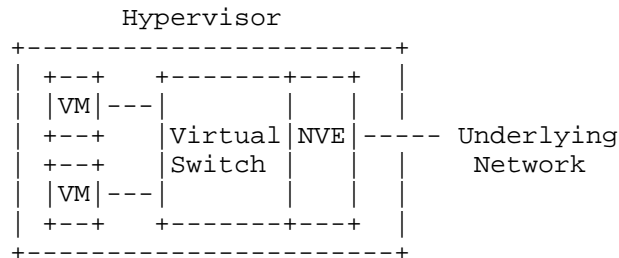 Hypervisor
+-----------------------+
|  +--+   +-------+---+  |
|  |VM|---|       |   |  |
|  +--+   |Virtual|NVE|----- Underlying
|  +--+   |Switch |   |  |    Network
|  |VM|---|       |   |  |
|  +--+   +-------+---+  |
+-----------------------+